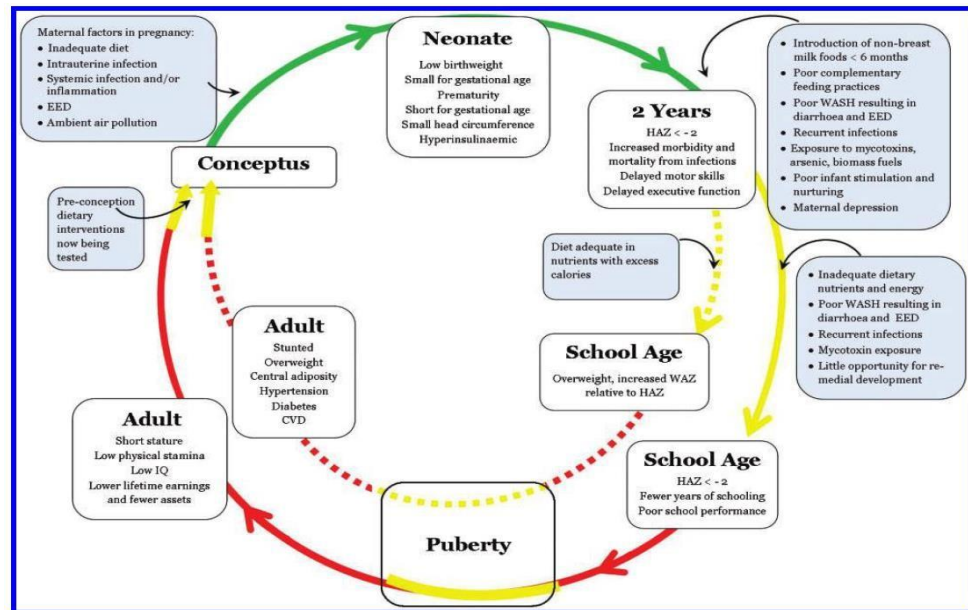 Maternal factors in pregnancy:
• Inadequate diet
• Intrauterine infection
• Systemic infection and/or
inflammation
• EED
• Ambient air pollution
Neonate
Low birthweight
Small for gestational age
Prematurity
Short for gestational age
Small head circumference
Hyperinsulinaemic
• Introduction of non-breast
milk foods < 6 months
• Poor complementary
feeding practices
• Poor WASH resulting in
diarrhoea and EED
• Recurrent infections
• Exposure to mycotoxins,
arsenic, biomass fuels
• Poor infant stimulation and
nurturing
• Maternal depression
2 Years
HAZ < - 2
Increased morbidity and
mortality from infections
Delayed motor skills
Delayed executive function
Conceptus
Pre-conception
dietary
interventions
now being
tested
Diet adequate in
nutrients with excess
calories
• Inadequate dietary
nutrients and energy
• Poor WASH resulting in
diarrhoea and EED
• Recurrent infections
• Mycotoxin exposure
• Little opportunity for re-
medial development
Adult
Stunted
Overweight
Central adiposity
Hypertension
Diabetes
CVD
School Age
Overweight, increased WAZ
relative to HAZ
Adult
Short stature
Low physical stamina
Low IQ
Lower lifetime earnings
and fewer assets
School Age
HAZ < - 2
Fewer years of schooling
Poor school performance
Puberty